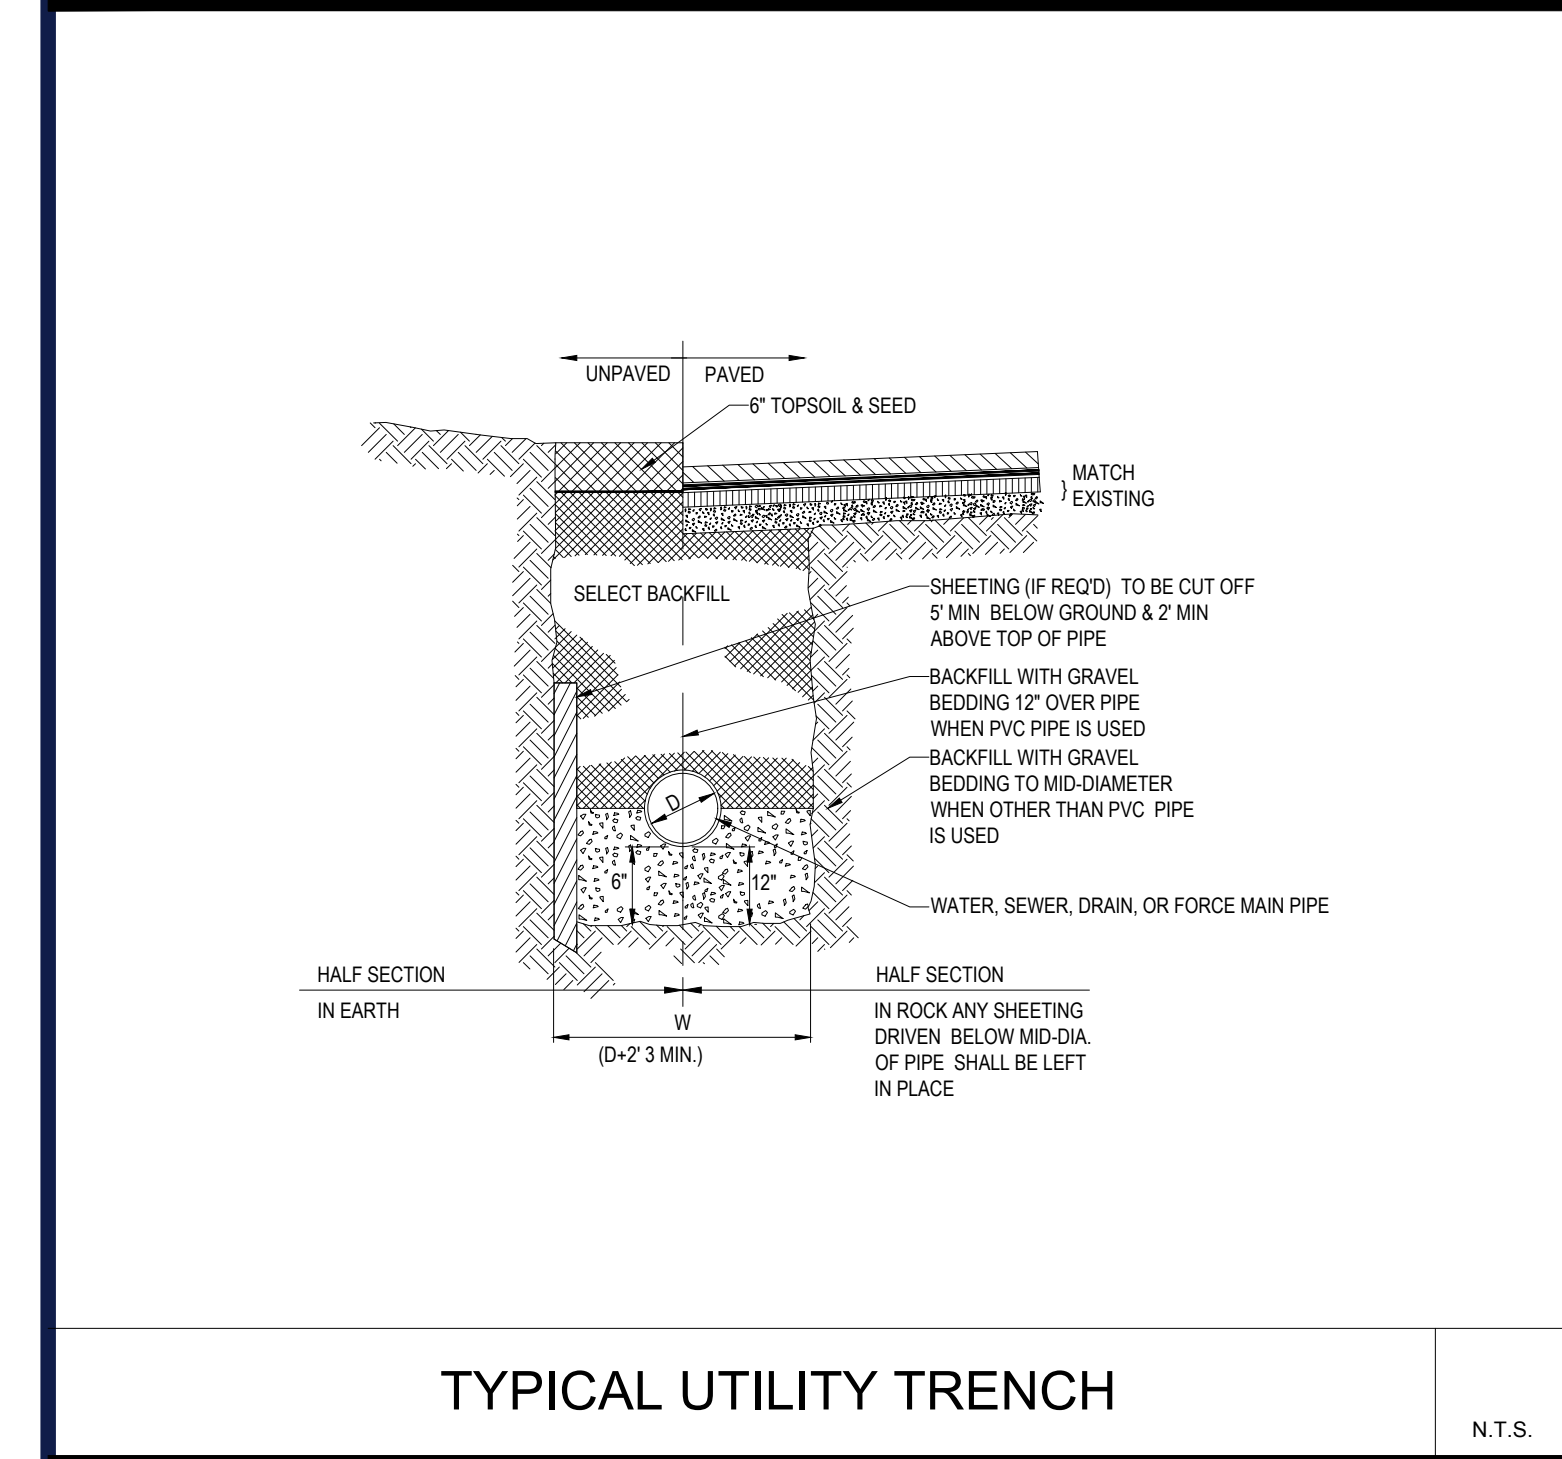 UNPAVED PAVED
6" TOPSOIL & SEED
MATCH
} EXISTING
SELECT BACKFILL
SHEETING (IF REQ'D) TO BE CUT OFF
5' MIN BELOW GROUND & 2' MIN
ABOVE TOP OF PIPE
BACKFILL WITH GRAVEL
BEDDING 12" OVER PIPE
WHEN PVC PIPE IS USED
BACKFILL WITH GRAVEL
BEDDING TO MID-DIAMETER
WHEN OTHER THAN PVC PIPE
IS USED
D
6" 12"
WATER, SEWER, DRAIN, OR FORCE MAIN PIPE
HALF SECTION
IN EARTH
W
(D+2' 3 MIN.)
HALF SECTION
IN ROCK ANY SHEETING
DRIVEN BELOW MID-DIA.
OF PIPE SHALL BE LEFT
IN PLACE
TYPICAL UTILITY TRENCH
N.T.S.